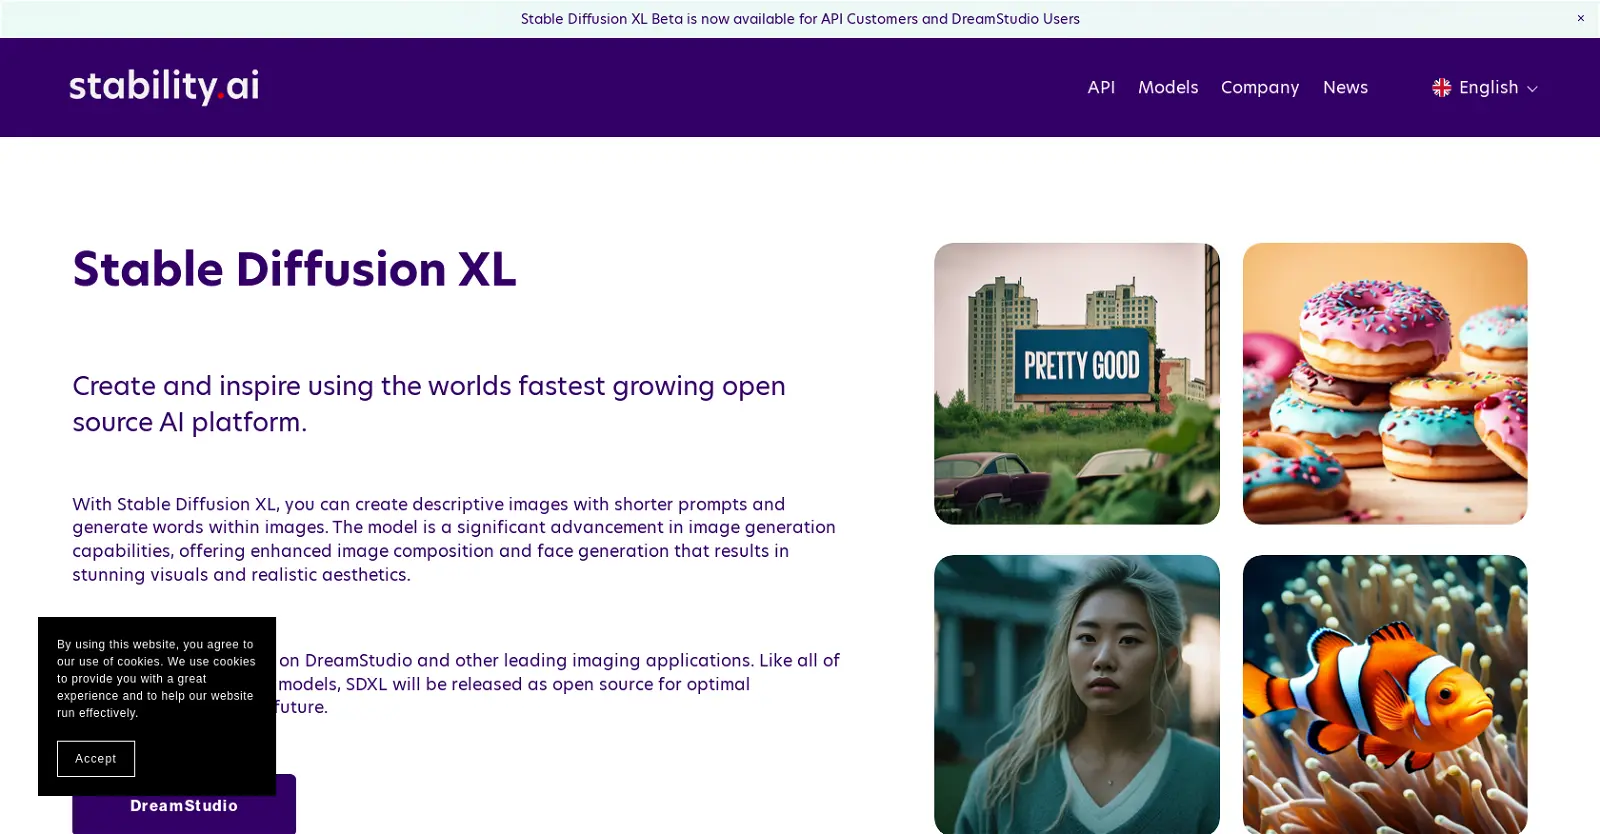 Stable Diffusion XL Beta is now available for API Customers and DreamStudio Users
×
stability.ai
API
Models
Company
News
English
Stable Diffusion XL
Create and inspire using the worlds fastest growing open
source AI platform.
With Stable Diffusion XL, you can create descriptive images with shorter prompts and
generate words within images. The model is a significant advancement in image generation
capabilities, offering enhanced image composition and face generation that results in
stunning visuals and realistic aesthetics.
on DreamStudio and other leading imaging applications. Like all of
models, SDXL will be released as open source for optimal
future.
By using this website, you agree to
our use of cookies. We use cookies
to provide you with a great
experience and to help our website
run effectively.
Accept
DreamStudio
PRETTY GOOD